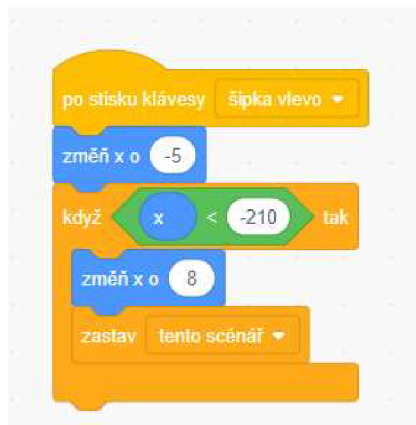 po stisku klávesy šipka vlevo
změň x o -5
když x < -210 tak
změň x o 8
zastav tento scénář